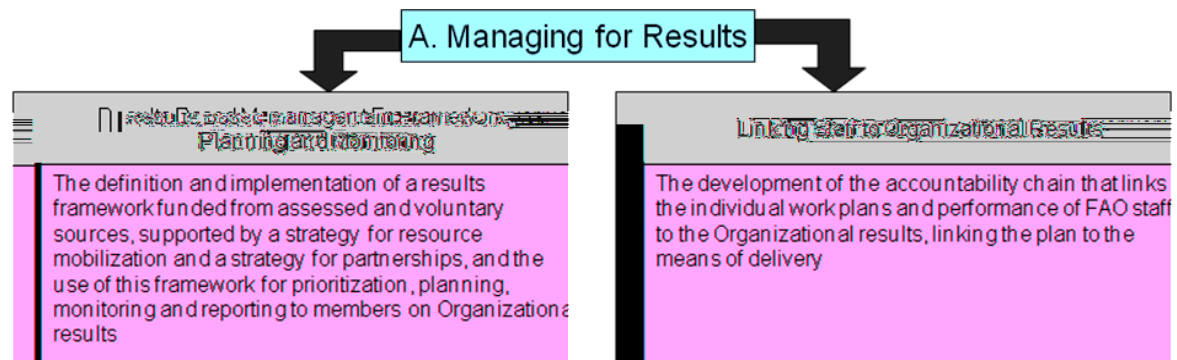 A. Managing for Results
Planning and Monitoring
Linking Staff to Organizational Results
The definition and implementation of a results
framework funded from assessed and voluntary
sources, supported by a strategy for resource
mobilization and a strategy for partnerships, and the
use of this framework for prioritization, planning,
monitoring and reporting to members on Organizationa
results
The development of the accountability chain that links
the individual work plans and performance of FAO staff
to the Organizational results, linking the plan to the
means of delivery